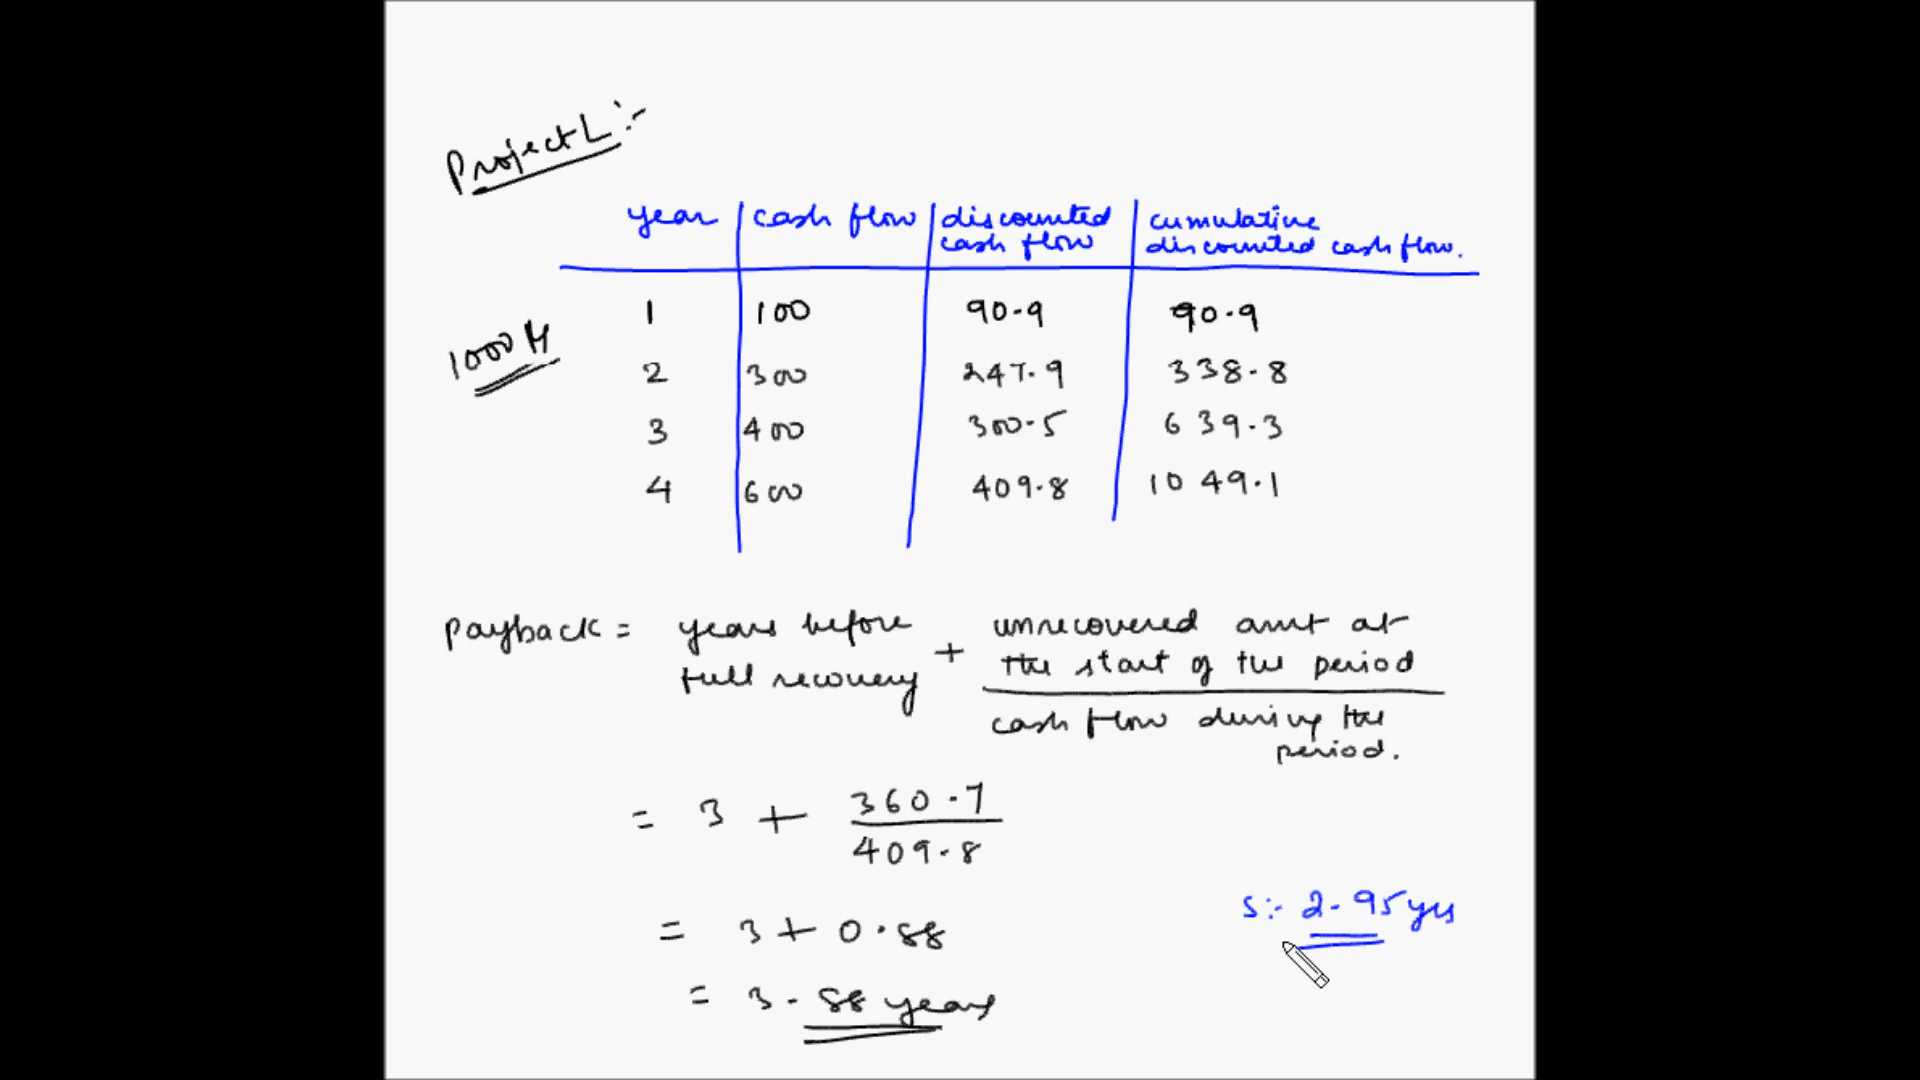 Project L :-
year cash flow discounted cash flow cumulative discounted cash flow.
1000 M
1 100 90.9 90.9
2 300 247.9 338.8
3 400 300.5 639.3
4 600 409.8 1049.1
payback = years before full recovery + unrecovered amt at the start of the period / cash flow during the period.
= 3 + 360.7 / 409.8
= 3 + 0.88
S:- 2.95 yrs
= 3.88 years